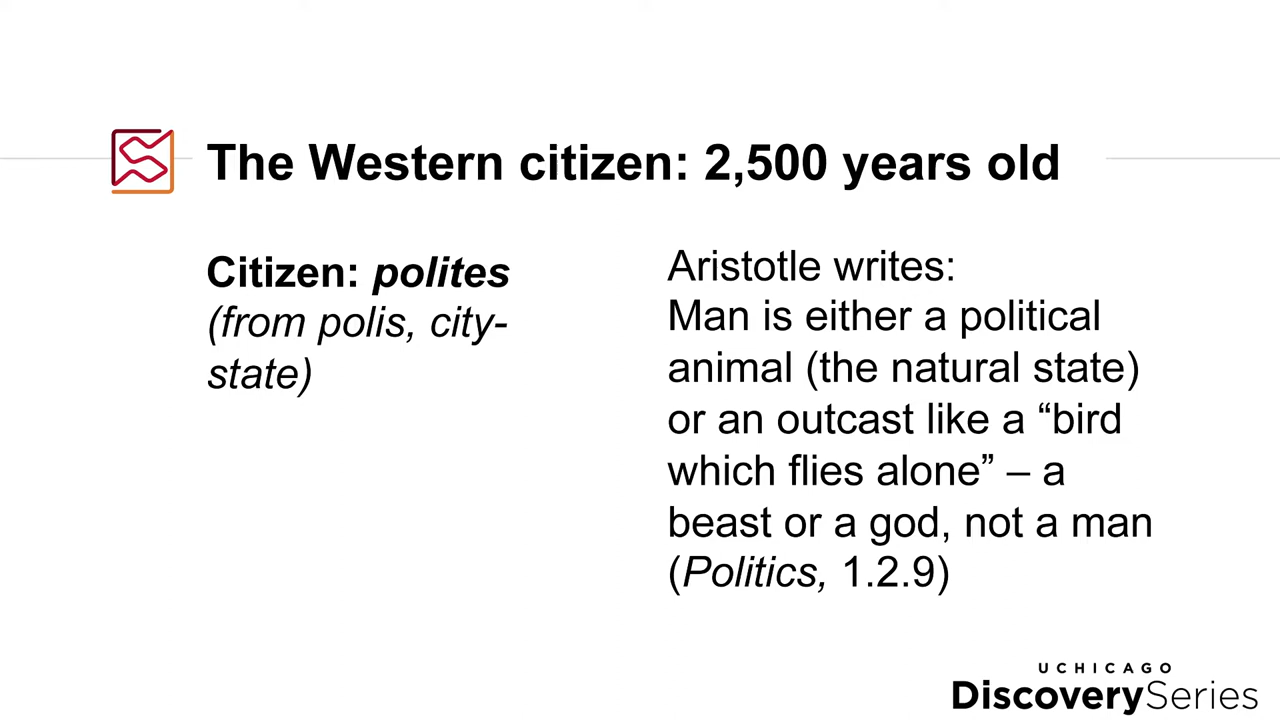 The Western citizen: 2,500 years old
Citizen: polites
(from polis, city-
state)
Aristotle writes:
Man is either a political
animal (the natural state)
or an outcast like a “bird
which flies alone” – a
beast or a god, not a man
(Politics, 1.2.9)
UCHICAGO
DiscoverySeries